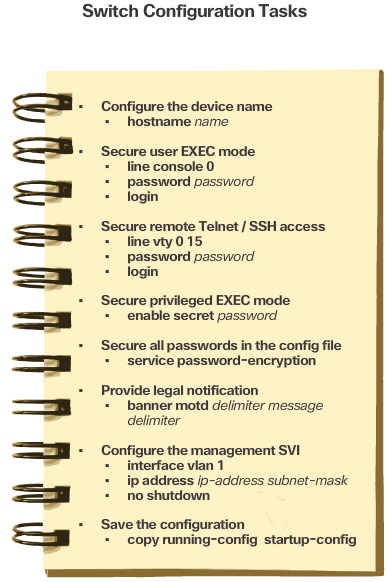 Switch Configuration Tasks
Configure the device name
hostname name
Secure user EXEC mode
line console 0
password password
login
Secure remote Telnet / SSH access
line vty 0 15
password password
login
Secure privileged EXEC mode
enable secret password
Secure all passwords in the config file
service password-encryption
Provide legal notification
banner motd delimiter message
delimiter
Configure the management SVI
interface vlan 1
ip address ip-address subnet-mask
no shutdown
Save the configuration
copy running-config startup-config